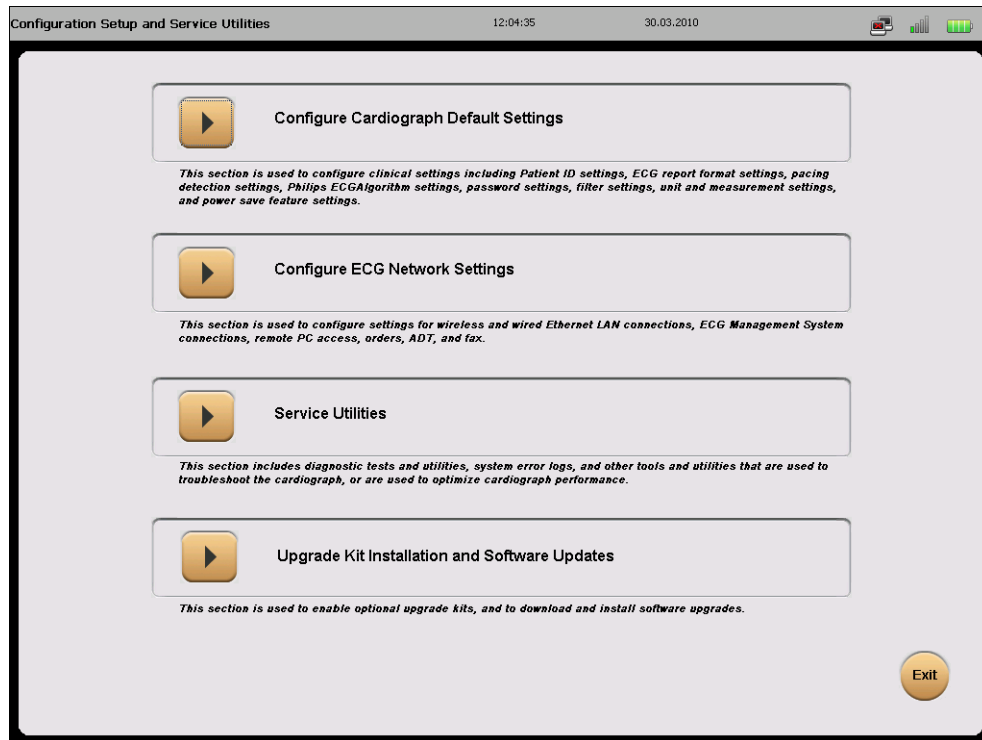 Configuration Setup and Service Utilities 12:04:35 30.03.2010
Configure Cardiograph Default Settings
This section is used to configure clinical settings including Patient ID settings, ECG report format settings, pacing
detection settings, Philips ECGAlgorithm settings, password settings, filter settings, unit and measurement settings,
and power save feature settings.
Configure ECG Network Settings
This section is used to configure settings for wireless and wired Ethernet LAN connections, ECG Management System
connections, remote PC access, orders, ADT, and fax.
Service Utilities
This section includes diagnostic tests and utilities, system error logs, and other tools and utilities that are used to
troubleshoot the cardiograph, or are used to optimize cardiograph performance.
Upgrade Kit Installation and Software Updates
This section is used to enable optional upgrade kits, and to download and install software upgrades.
Exit